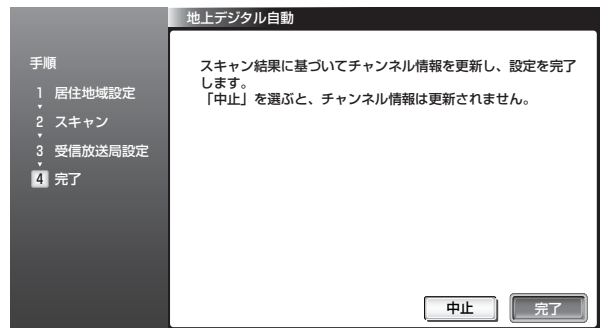 地上デジタル自動
手順
1 居住地域設定
2 スキャン
3 受信放送局設定
4 完了
スキャン結果に基づいてチャンネル情報を更新し、設定を完了
します。
「中止」を選ぶと、チャンネル情報は更新されません。
中止
完了